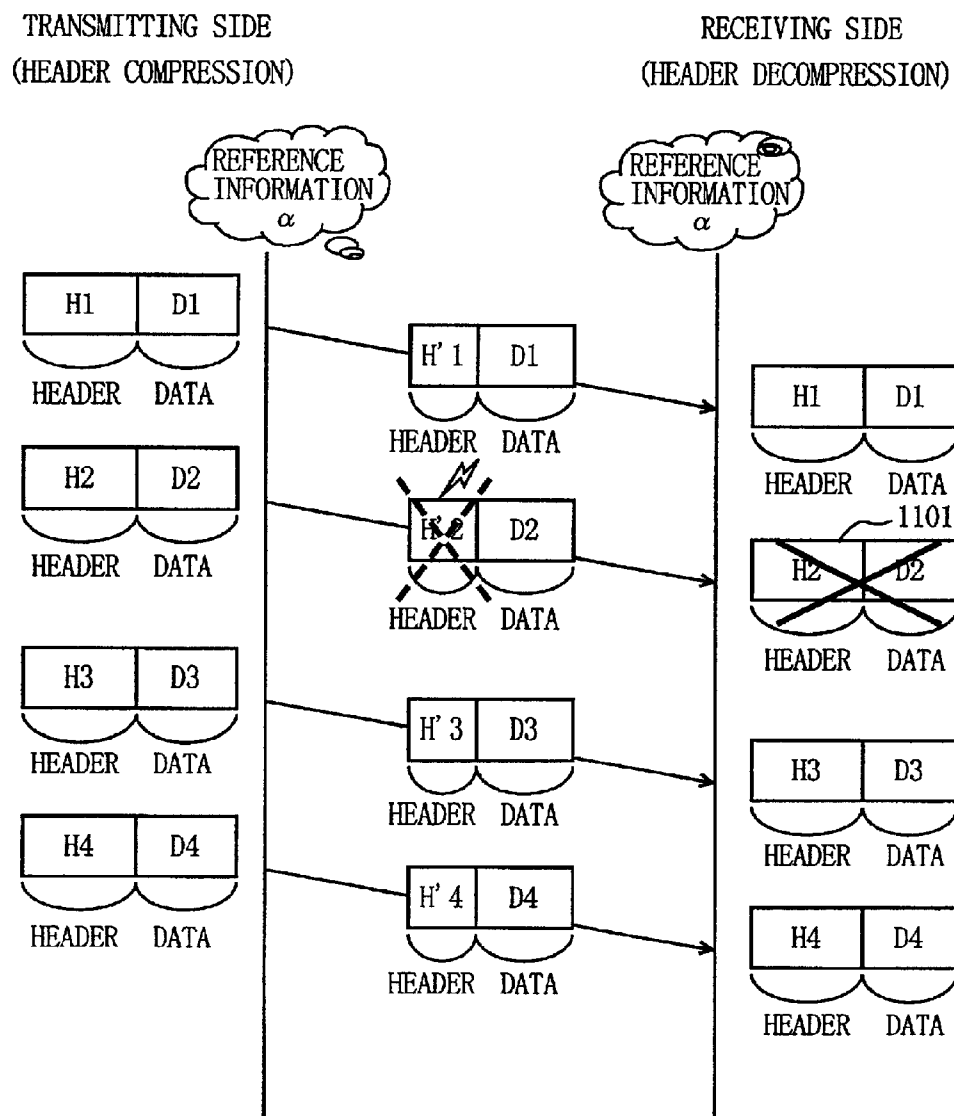 TRANSMITTING SIDE
(HEADER COMPRESSION)
RECEIVING SIDE
(HEADER DECOMPRESSION)
REFERENCE
INFORMATION
α
REFERENCE
INFORMATION
α
H1 D1
HEADER DATA
H'1 D1
HEADER DATA
H1 D1
HEADER DATA
H2 D2
HEADER DATA
H'2 D2
HEADER DATA
1101
H2 D2
HEADER DATA
H3 D3
HEADER DATA
H'3 D3
HEADER DATA
H3 D3
HEADER DATA
H4 D4
HEADER DATA
H'4 D4
HEADER DATA
H4 D4
HEADER DATA